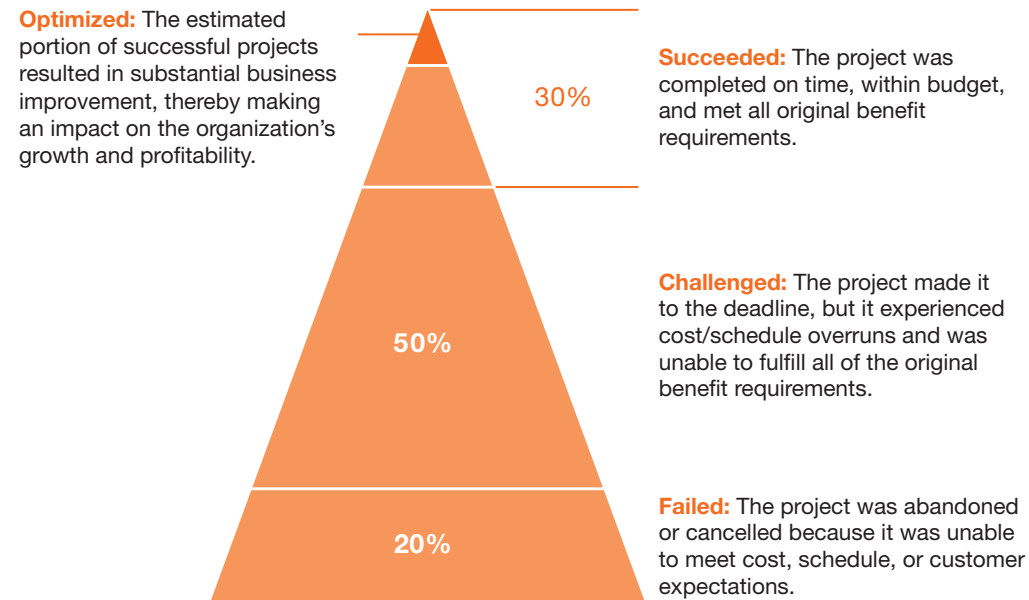 Optimized: The estimated
portion of successful projects
resulted in substantial business
improvement, thereby making
an impact on the organization’s
growth and profitability.
30%
Succeeded: The project was
completed on time, within budget,
and met all original benefit
requirements.
50%
Challenged: The project made it
to the deadline, but it experienced
cost/schedule overruns and was
unable to fulfill all of the original
benefit requirements.
20%
Failed: The project was abandoned
or cancelled because it was unable
to meet cost, schedule, or customer
expectations.